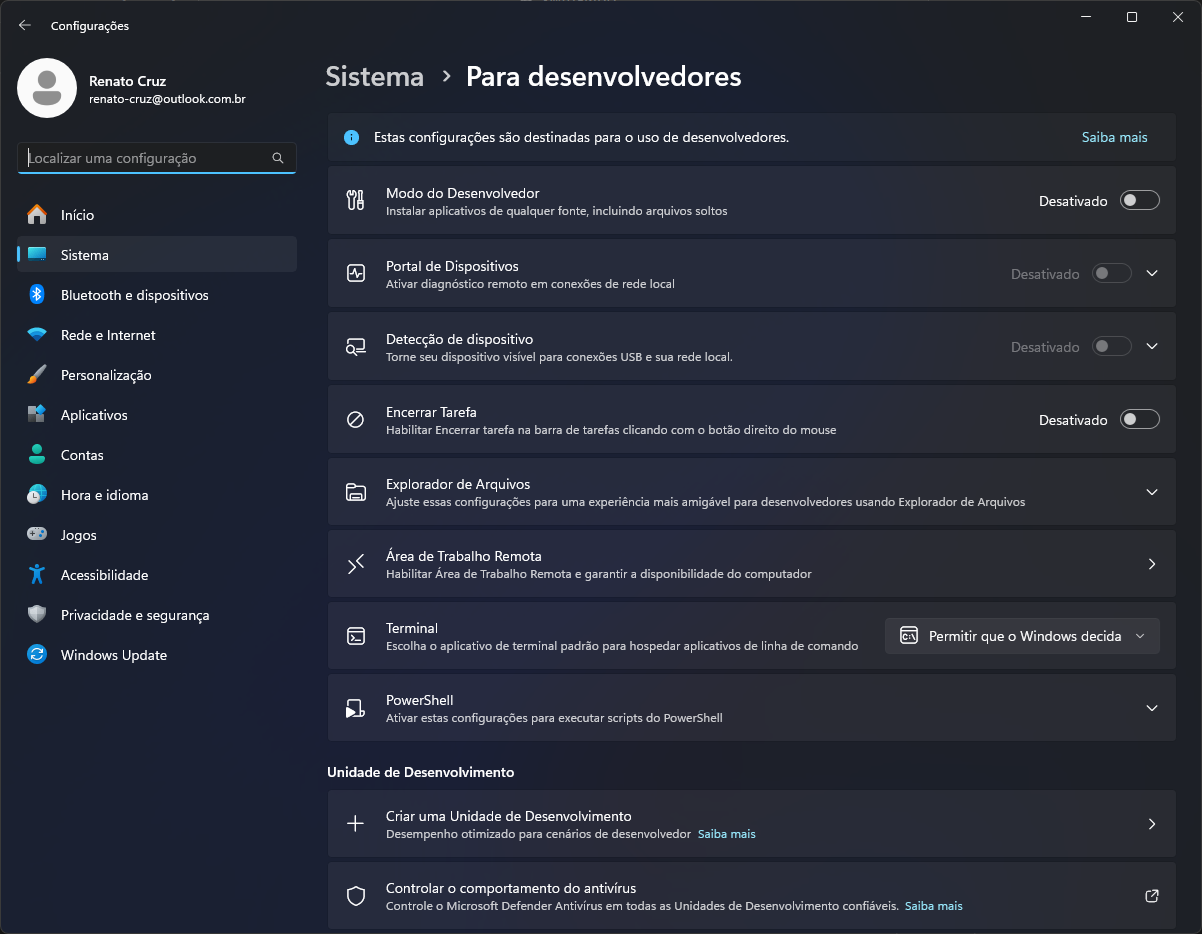 Configurações
Renato Cruz
renato-cruz@outlook.com.br
Localizar uma configuração
Início
Sistema
Bluetooth e dispositivos
Rede e Internet
Personalização
Aplicativos
Contas
Hora e idioma
Jogos
Acessibilidade
Privacidade e segurança
Windows Update
Sistema > Para desenvolvedores
Estas configurações são destinadas para o uso de desenvolvedores. Saiba mais
Modo do Desenvolvedor
Instalar aplicativos de qualquer fonte, incluindo arquivos soltos
Desativado
Portal de Dispositivos
Ativar diagnóstico remoto em conexões de rede local
Desativado
Detecção de dispositivo
Torne seu dispositivo visível para conexões USB e sua rede local.
Desativado
Encerrar Tarefa
Habilitar Encerrar tarefa na barra de tarefas clicando com o botão direito do mouse
Desativado
Explorador de Arquivos
Ajuste essas configurações para uma experiência mais amigável para desenvolvedores usando Explorador de Arquivos
Área de Trabalho Remota
Habilitar Área de Trabalho Remota e garantir a disponibilidade do computador
Terminal
Escolha o aplicativo de terminal padrão para hospedar aplicativos de linha de comando
Permitir que o Windows decida
PowerShell
Ativar estas configurações para executar scripts do PowerShell
Unidade de Desenvolvimento
Criar uma Unidade de Desenvolvimento
Desempenho otimizado para cenários de desenvolvedor Saiba mais
Controlar o comportamento do antivírus
Controle o Microsoft Defender Antivírus em todas as Unidades de Desenvolvimento confiáveis. Saiba mais